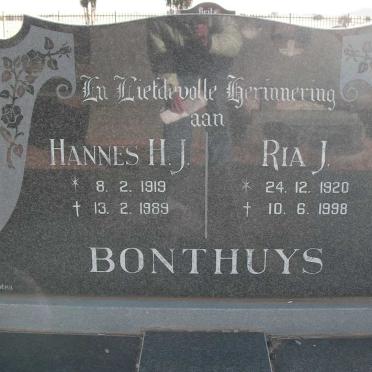 In Liefdevolle Herinnering
aan
HANNES H. J.
* 8. 2. 1919
† 13. 2. 1989
RIA J.
* 24. 12. 1920
† 10. 6. 1998
BONTHUYS